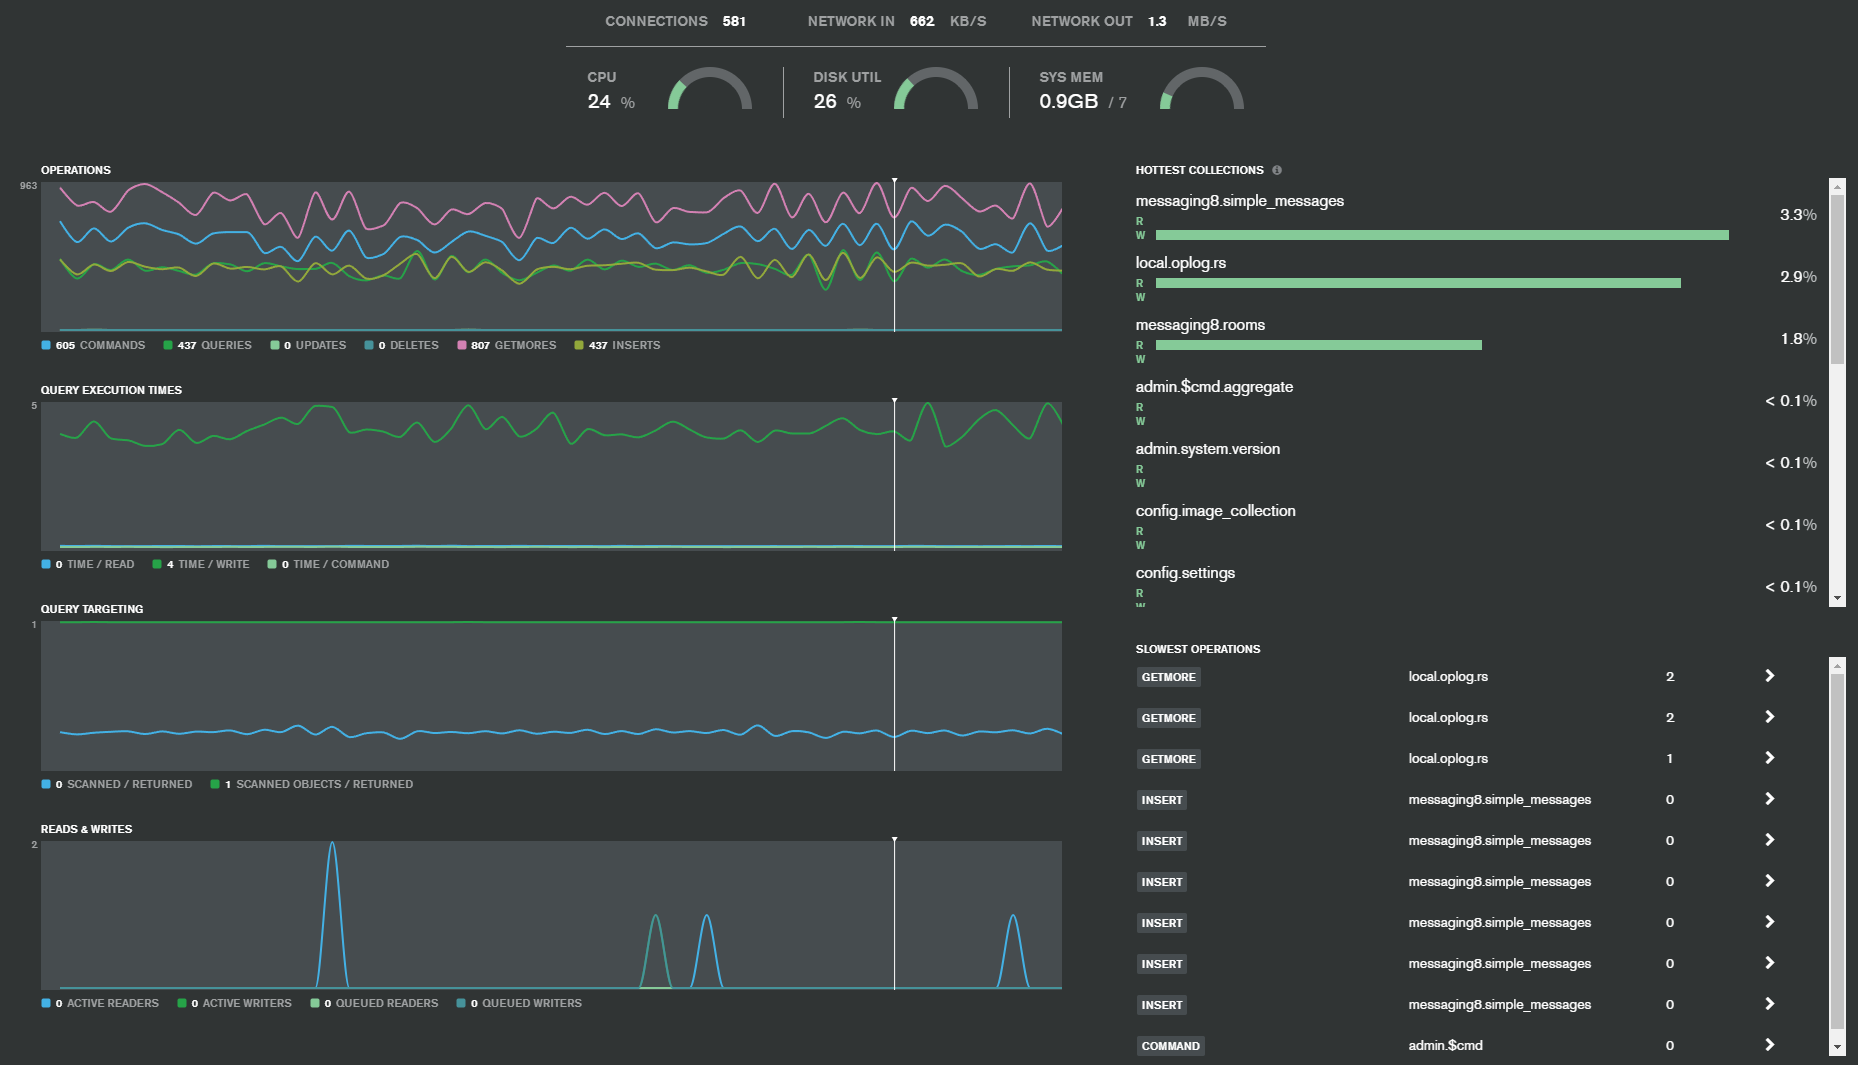 CONNECTIONS 581 NETWORK IN 662 KB/S NETWORK OUT 1.3 MB/S
CPU DISK UTIL SYS MEM
24 % 26 % 0.9GB / 7
OPERATIONS
963
605 COMMANDS 437 QUERIES 0 UPDATES 0 DELETES 807 GETMORES 437 INSERTS
QUERY EXECUTION TIMES
5
0 TIME / READ 4 TIME / WRITE 0 TIME / COMMAND
QUERY TARGETING
1
0 SCANNED / RETURNED 1 SCANNED OBJECTS / RETURNED
READS & WRITES
2
0 ACTIVE READERS 0 ACTIVE WRITERS 0 QUEUED READERS 0 QUEUED WRITERS
HOTTEST COLLECTIONS
messaging8.simple_messages
3.3%
R
W
local.oplog.rs
2.9%
R
W
messaging8.rooms
1.8%
R
W
admin.$cmd.aggregate
< 0.1%
R
W
admin.system.version
< 0.1%
R
W
config.image_collection
< 0.1%
R
W
config.settings
< 0.1%
R
W
SLOWEST OPERATIONS
GETMORE local.oplog.rs 2
GETMORE local.oplog.rs 2
GETMORE local.oplog.rs 1
INSERT messaging8.simple_messages 0
INSERT messaging8.simple_messages 0
INSERT messaging8.simple_messages 0
INSERT messaging8.simple_messages 0
INSERT messaging8.simple_messages 0
INSERT messaging8.simple_messages 0
COMMAND admin.$cmd 0